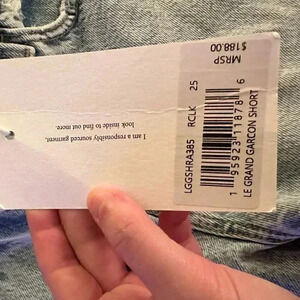 I am a responsibly sourced garment,
look inside to find out more.
LGGSHRA385 RCLK 25
1 95923 11878 6
LE GRAND GARCON SHORT
MRSP
$188.00